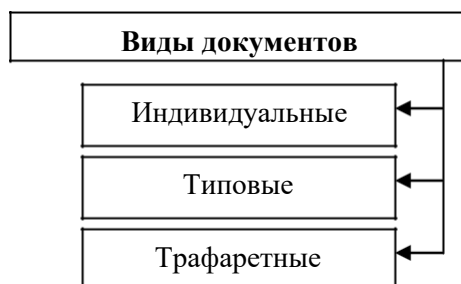 Виды документов
Индивидуальные
Типовые
Трафаретные